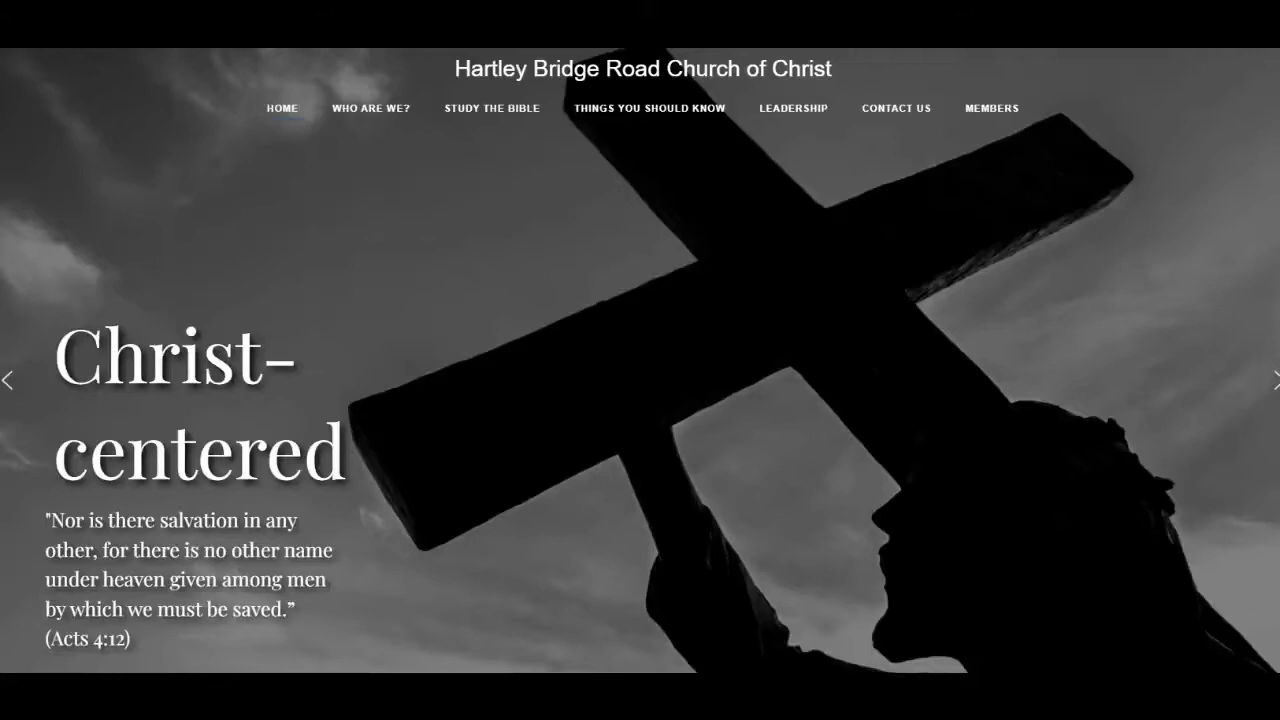 Hartley Bridge Road Church of Christ
HOME WHO ARE WE? STUDY THE BIBLE THINGS YOU SHOULD KNOW LEADERSHIP CONTACT US MEMBERS
Christ-
centered
"Nor is there salvation in any
other, for there is no other name
under heaven given among men
by which we must be saved.”
(Acts 4:12)